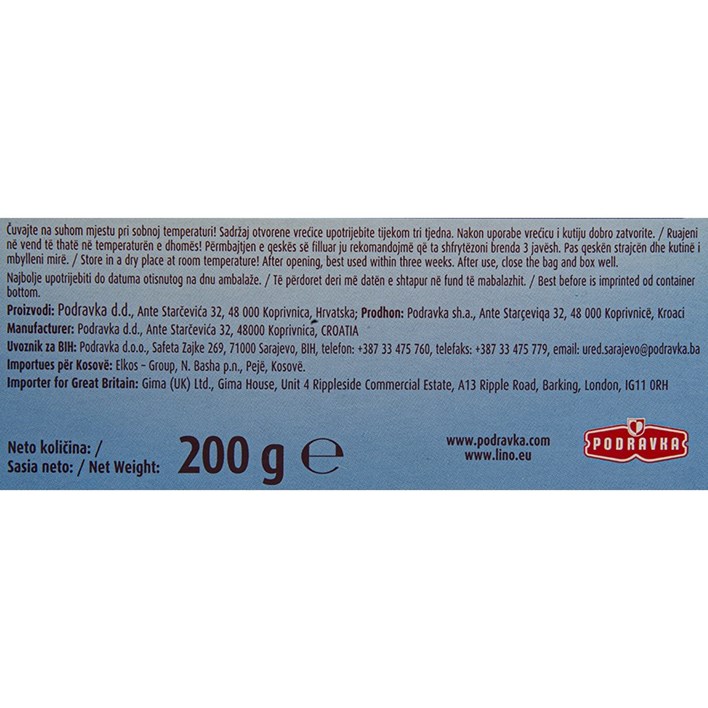 Čuvajte na suhom mjestu pri sobnoj temperaturi! Sadržaj otvorene vrećice upotrijebite tijekom tri tjedna. Nakon uporabe vrećicu i kutiju dobro zatvorite. / Ruajeni
në vend të thatë në temperaturën e dhomës! Përmbajtjen e qeskës së filluar ju rekomandojmë që ta shfrytëzoni brenda 3 javësh. Pas qeskën strajcën dhe kutinë i
mbylleni mirë. / Store in a dry place at room temperature! After opening, best used within three weeks. After use, close the bag and box well.
Najbolje upotrijebiti do datuma otisnutog na dnu ambalaže. / Të përdoret deri më datën e shtapur në fund të mabalazhit. / Best before is imprinted on container
bottom.
Proizvodi: Podravka d.d., Ante Starčevića 32, 48 000 Koprivnica, Hrvatska; Prodhon: Podravka sh.a., Ante Starçeviqa 32, 48 000 Koprivnicë, Kroaci
Manufacturer: Podravka d.d., Ante Starčevića 32, 48000 Koprivnica, CROATIA
Uvoznik za BIH: Podravka d.o.o., Safeta Zajke 269, 71000 Sarajevo, BIH, telefon: +387 33 475 760, telefaks: +387 33 475 779, email: ured.sarajevo@podravka.ba
Importues për Kosovë: Elkos – Group, N. Basha p.n., Pejë, Kosovë.
Importer for Great Britain: Gima (UK) Ltd., Gima House, Unit 4 Rippleside Commercial Estate, A13 Ripple Road, Barking, London, IG11 0RH
Neto količina: /
Sasia neto: / Net Weight: 200 g ℮
www.podravka.com
www.lino.eu
PODRAVKA